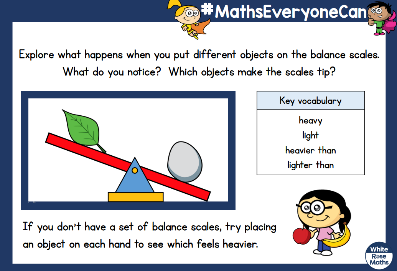 #MathsEveryoneCan
Explore what happens when you put different objects on the balance scales.
What do you notice? Which objects make the scales tip?
Key vocabulary
heavy
light
heavier than
lighter than
If you don't have a set of balance scales, try placing
an object on each hand to see which feels heavier.
White
Rose
Maths